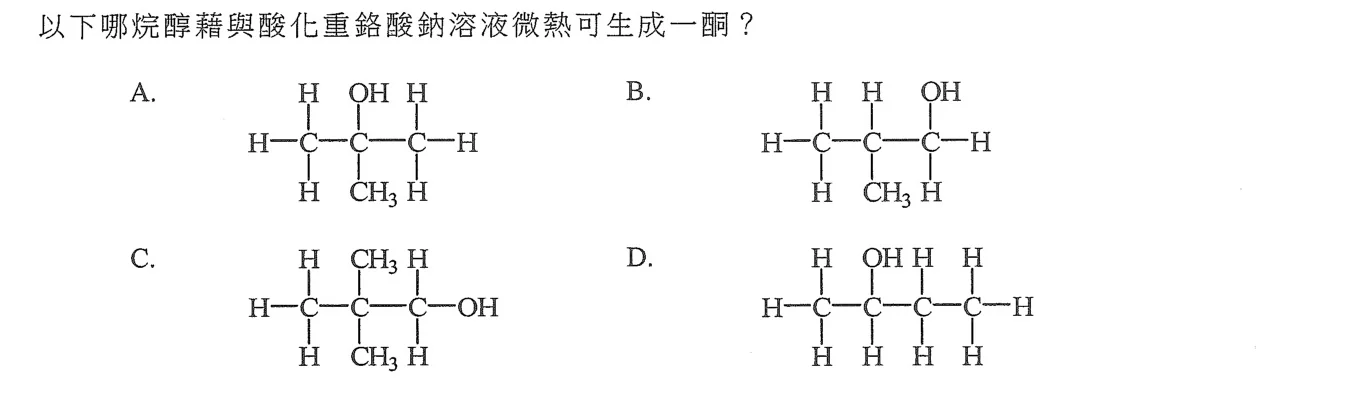 以下哪烷醇藉與酸化重鉻酸鈉溶液微熱可生成一酮？
A. B.
H OH H H H OH
H—C—C—C—H H—C—C—C—H
H CH₃ H H CH₃ H
C. D.
H CH₃ H H OH H H
H—C—C—C—OH H—C—C—C—C—H
H CH₃ H H H H H